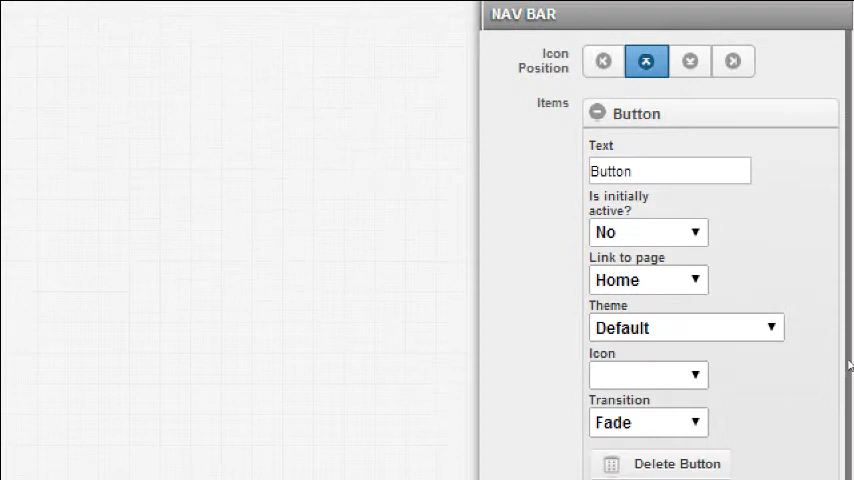 NAV BAR
Icon
Position
Items
Button
Text
Button
Is initially
active?
No
Link to page
Home
Theme
Default
Icon
Transition
Fade
Delete Button